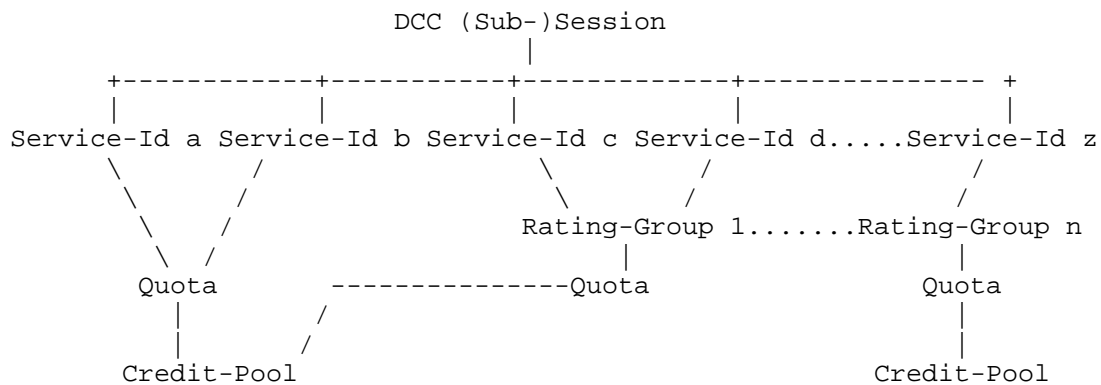 DCC (Sub-)Session
Service-Id a Service-Id b Service-Id c Service-Id d.....Service-Id z
Rating-Group 1.......Rating-Group n
Quota ---------------Quota Quota
Credit-Pool Credit-Pool